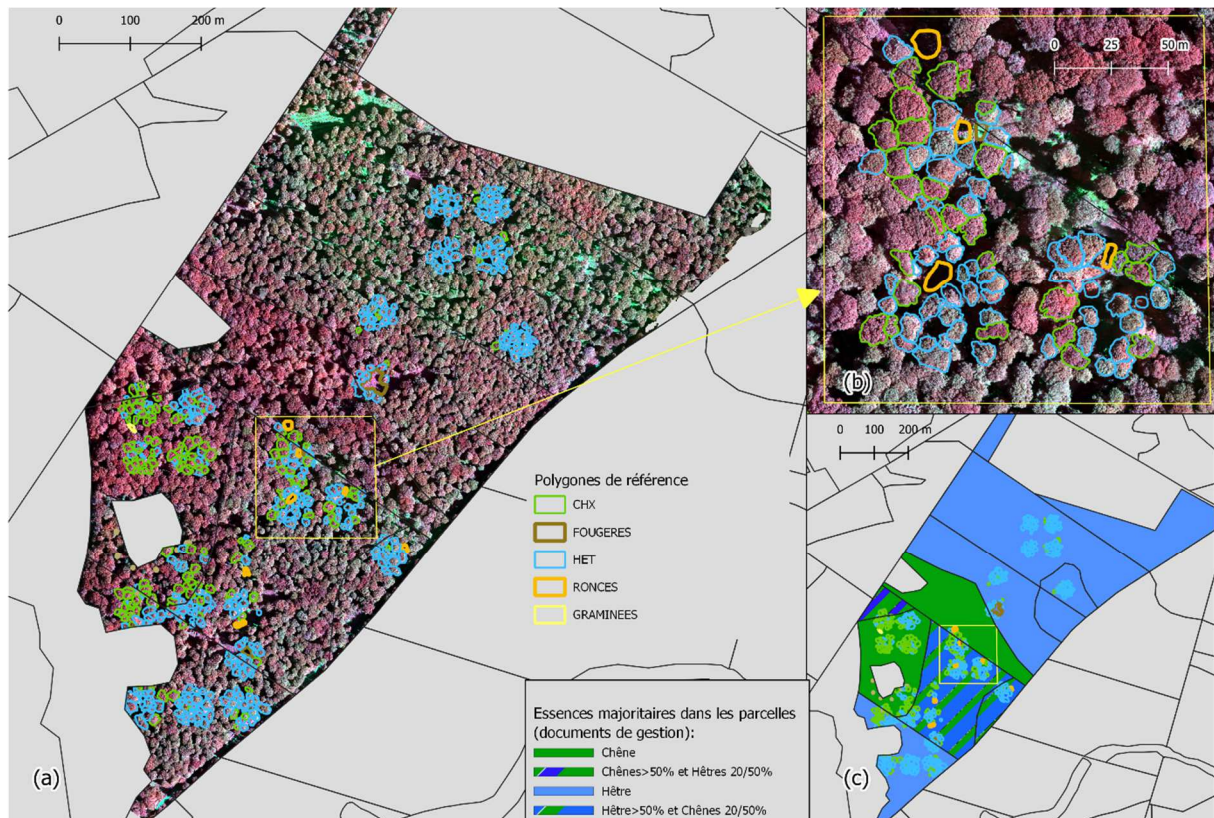 0 100 200 m
(a)
Polygones de référence
CHX
FOUGERES
HET
RONCES
GRAMINEES
Essences majoritaires dans les parcelles
(documents de gestion):
Chêne
Chênes>50% et Hêtres 20/50%
Hêtre
Hêtre>50% et Chênes 20/50%
0 25 50 m
(b)
0 100 200 m
(c)